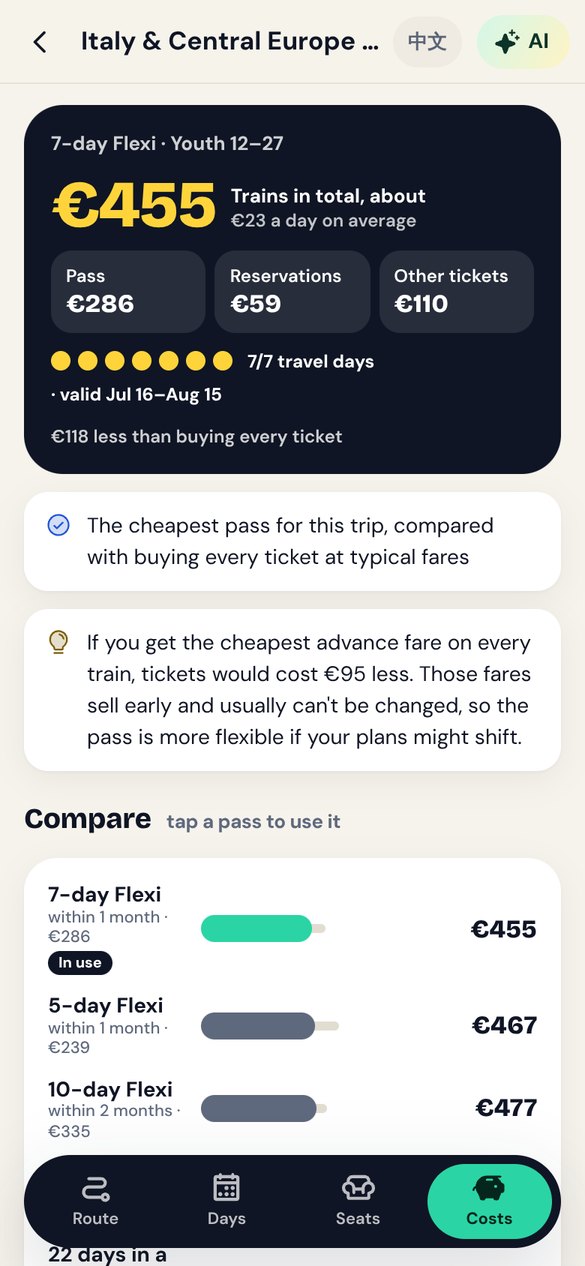 Italy & Central Europe ...
中文
AI
7-day Flexi · Youth 12–27
€455
Trains in total, about
€23 a day on average
Pass
€286
Reservations
€59
Other tickets
€110
7/7 travel days
· valid Jul 16–Aug 15
€118 less than buying every ticket
The cheapest pass for this trip, compared
with buying every ticket at typical fares
If you get the cheapest advance fare on every
train, tickets would cost €95 less. Those fares
sell early and usually can't be changed, so the
pass is more flexible if your plans might shift.
Compare tap a pass to use it
7-day Flexi
within 1 month ·
€286
In use
€455
5-day Flexi
within 1 month ·
€239
€467
10-day Flexi
within 2 months ·
€335
€477
Route
Days
Seats
Costs
22 days in a